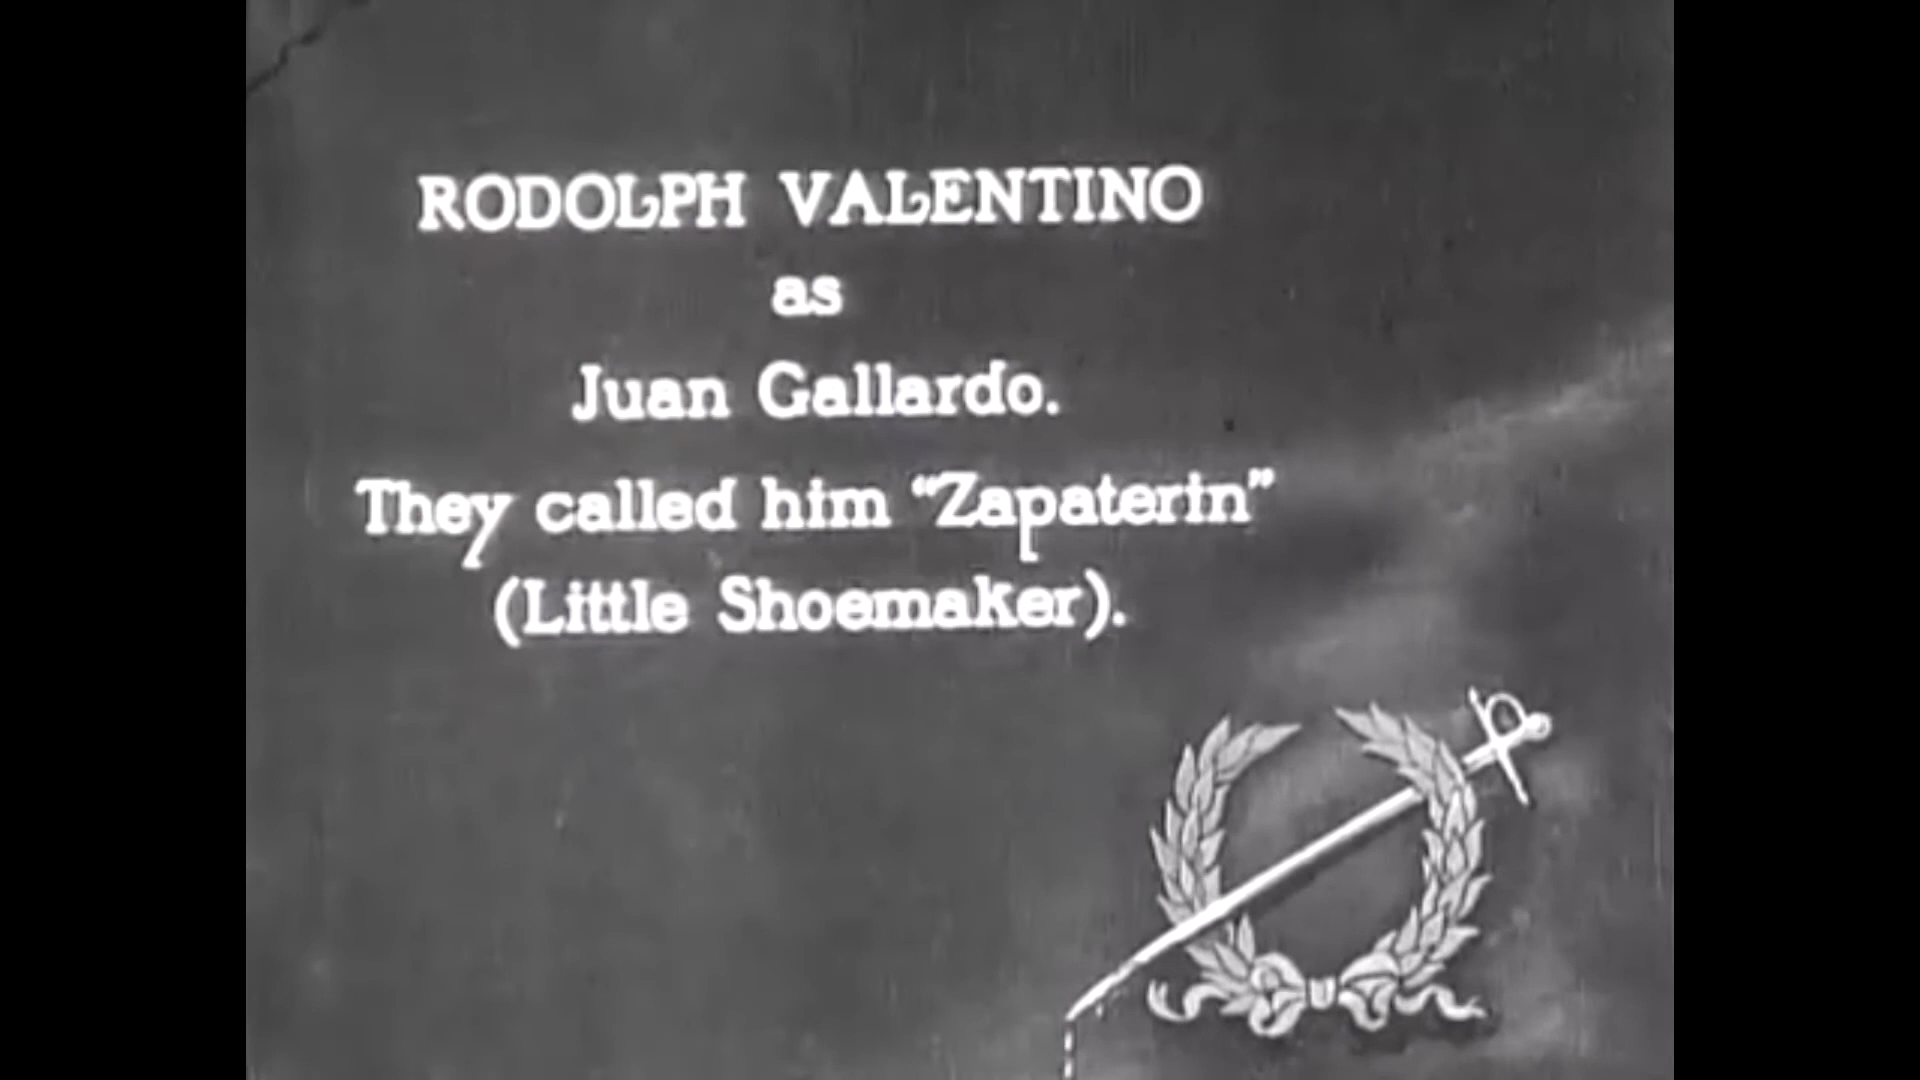 RODOLPH VALENTINO
as
Juan Gallardo.
They called him “Zapaterin”
(Little Shoemaker).